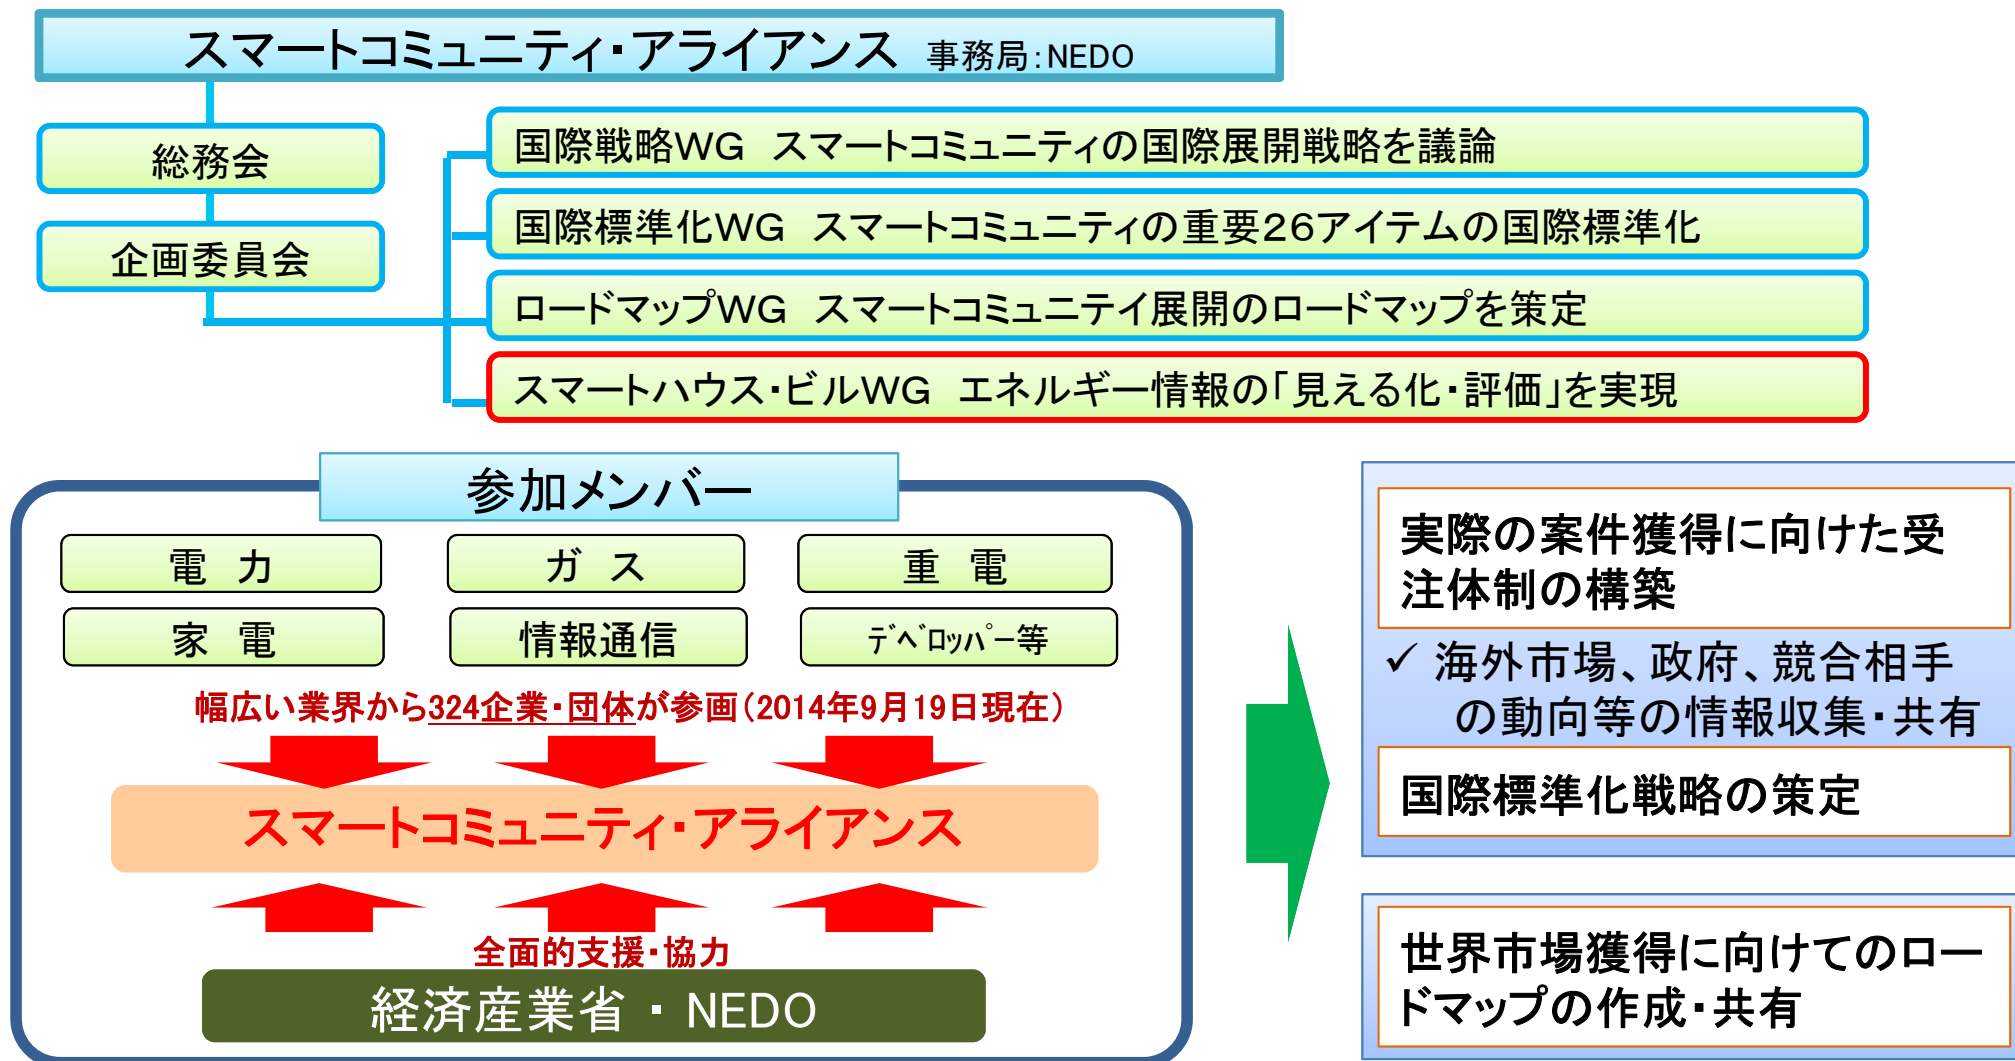 スマートコミュニティ・アライアンス 事務局：NEDO
総務会
企画委員会
国際戦略WG　スマートコミュニティの国際展開戦略を議論
国際標準化WG　スマートコミュニティの重要26アイテムの国際標準化
ロードマップWG　スマートコミュニテイ展開のロードマップを策定
スマートハウス・ビルWG　エネルギー情報の「見える化・評価」を実現
参加メンバー
電 力
ガ ス
重 電
家 電
情報通信
ﾃﾞﾍﾞﾛｯﾊﾟｰ等
幅広い業界から324企業・団体が参画（2014年9月19日現在）
スマートコミュニティ・アライアンス
全面的支援・協力
経済産業省 ・ NEDO
実際の案件獲得に向けた受
注体制の構築
✓ 海外市場、政府、競合相手
の動向等の情報収集・共有
国際標準化戦略の策定
世界市場獲得に向けてのロー
ドマップの作成・共有